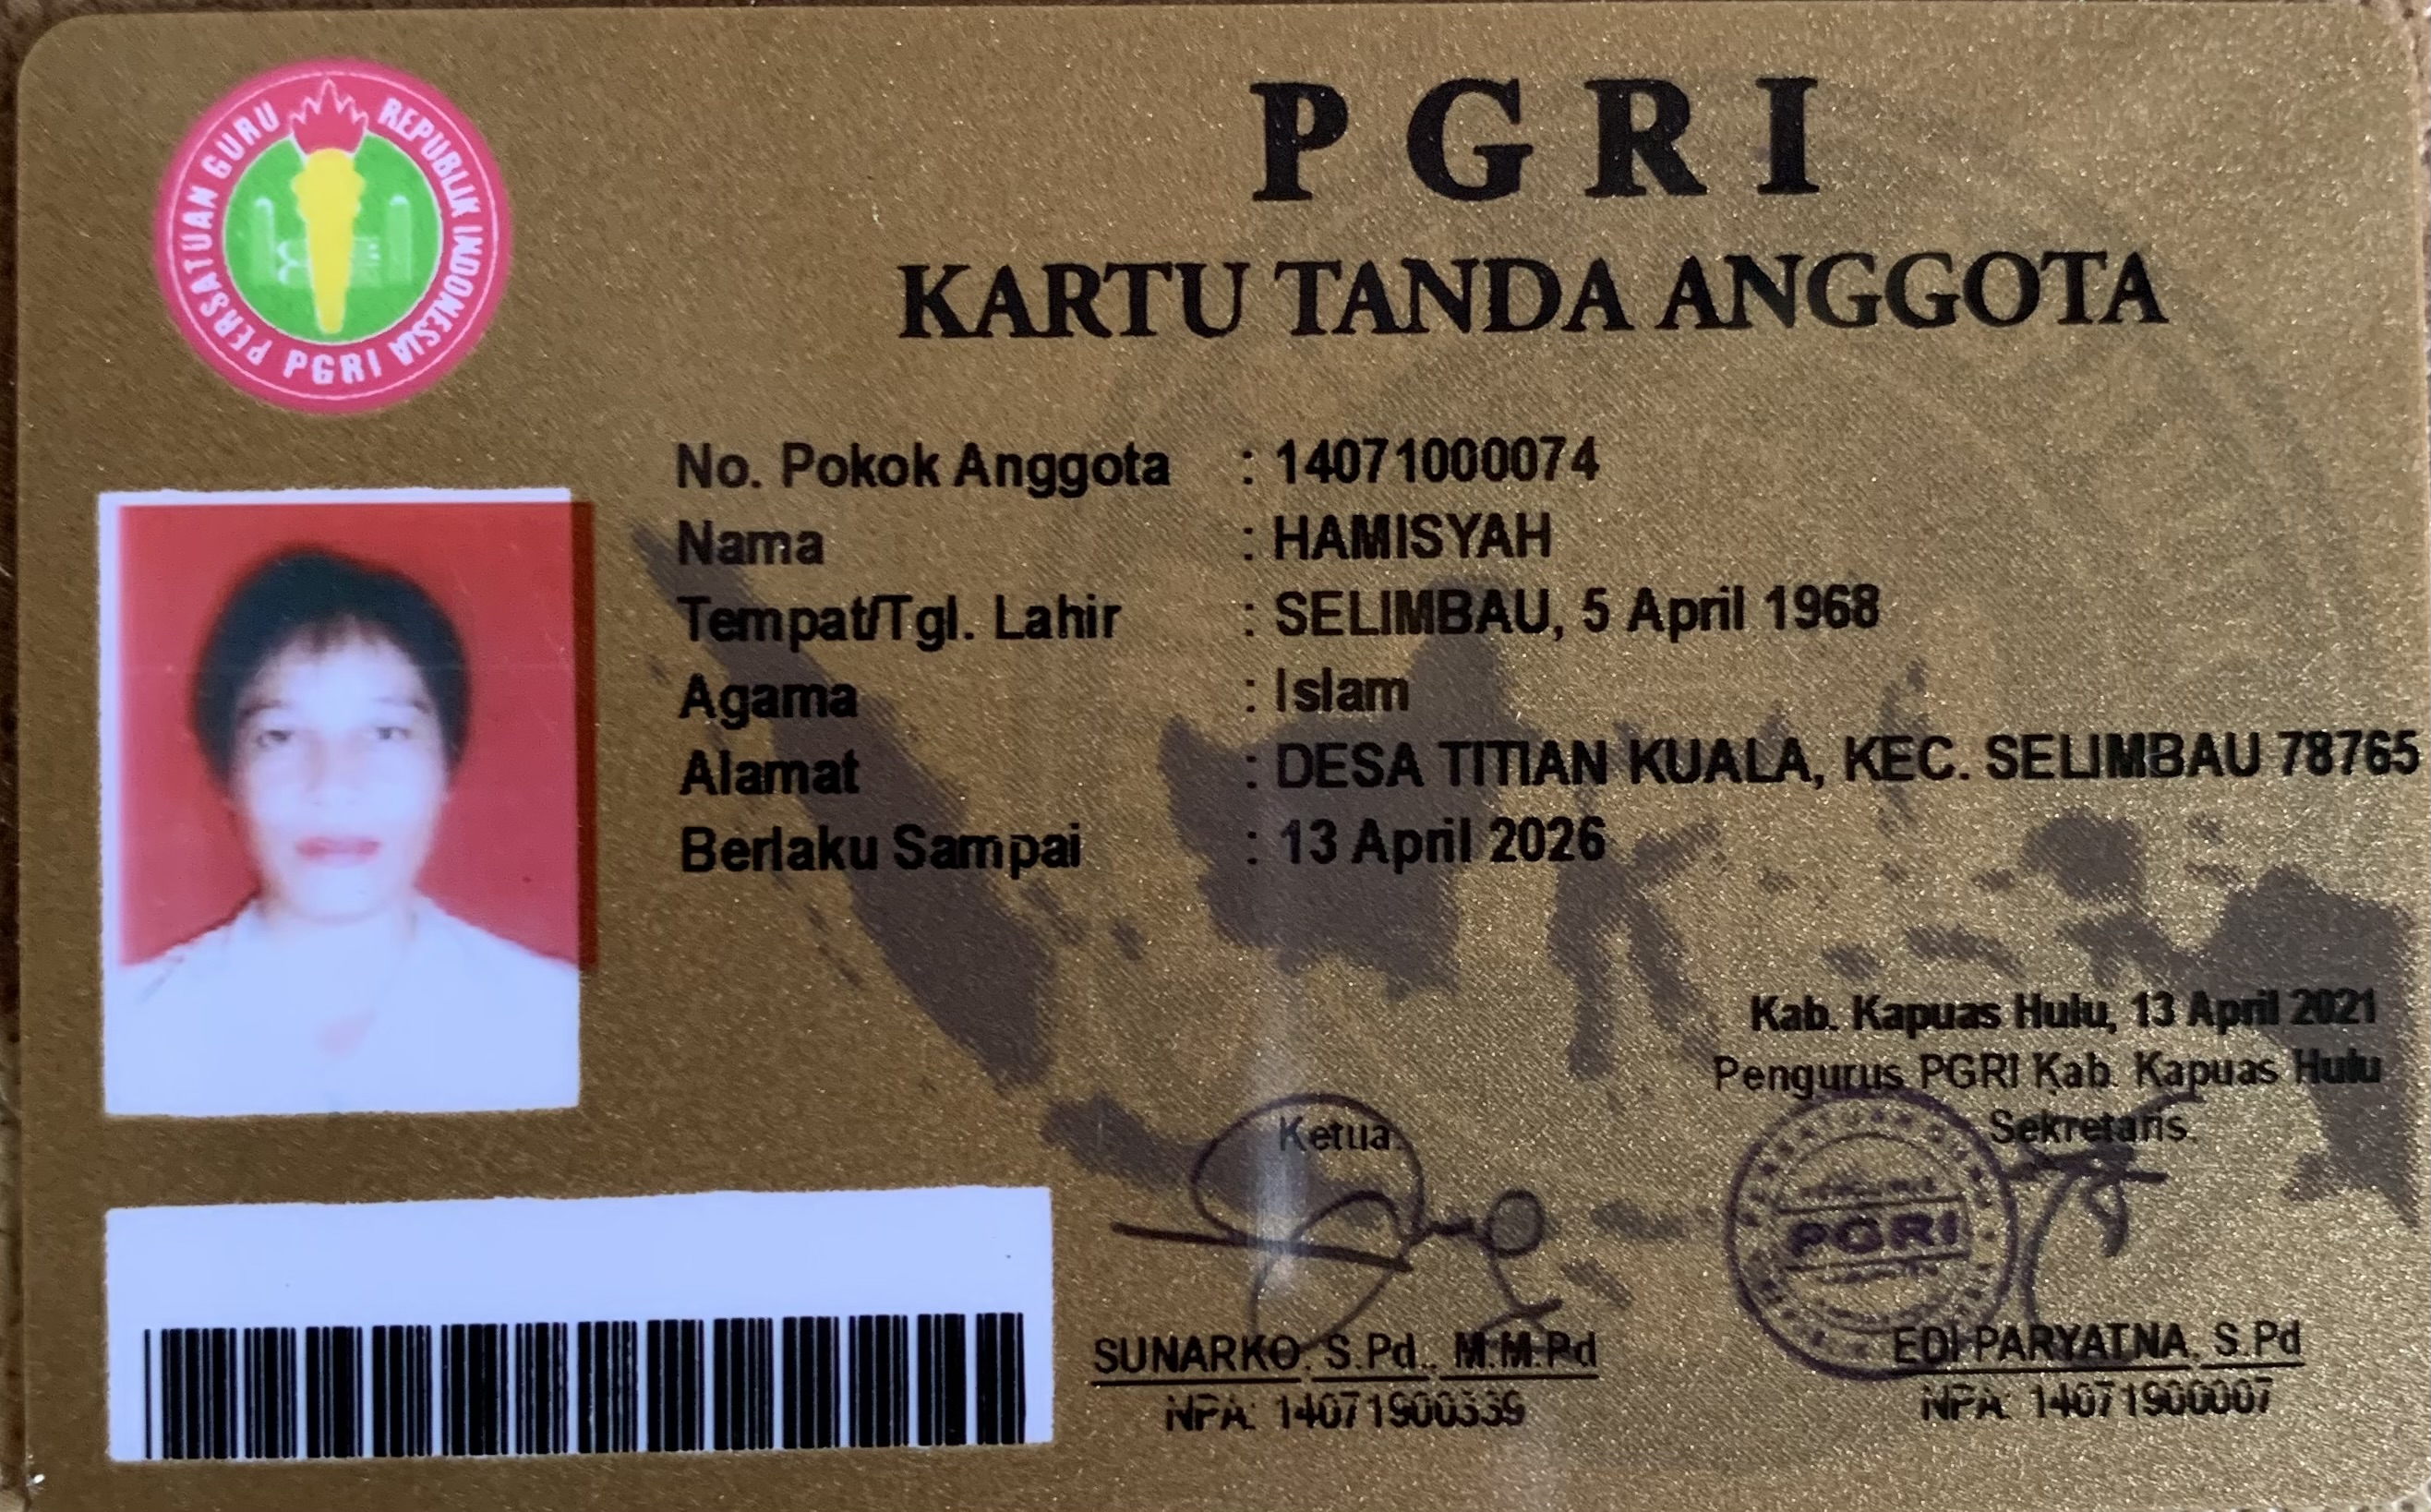 PERSATUAN GURU REPUBLIK INDONESIA
PGRI
P G R I
KARTU TANDA ANGGOTA
No. Pokok Anggota : 14071000074
Nama : HAMISYAH
Tempat/Tgl. Lahir : SELIMBAU, 5 April 1968
Agama : Islam
Alamat : DESA TITIAN KUALA, KEC. SELIMBAU 78765
Berlaku Sampai : 13 April 2026
Kab. Kapuas Hulu, 13 April 2021
Pengurus PGRI Kab. Kapuas Hulu
Ketua. Sekretaris.
PGRI
SUNARKO. S.Pd., M.M.Pd EDI PARYATNA. S.Pd
NPA: NPA: 14071900007